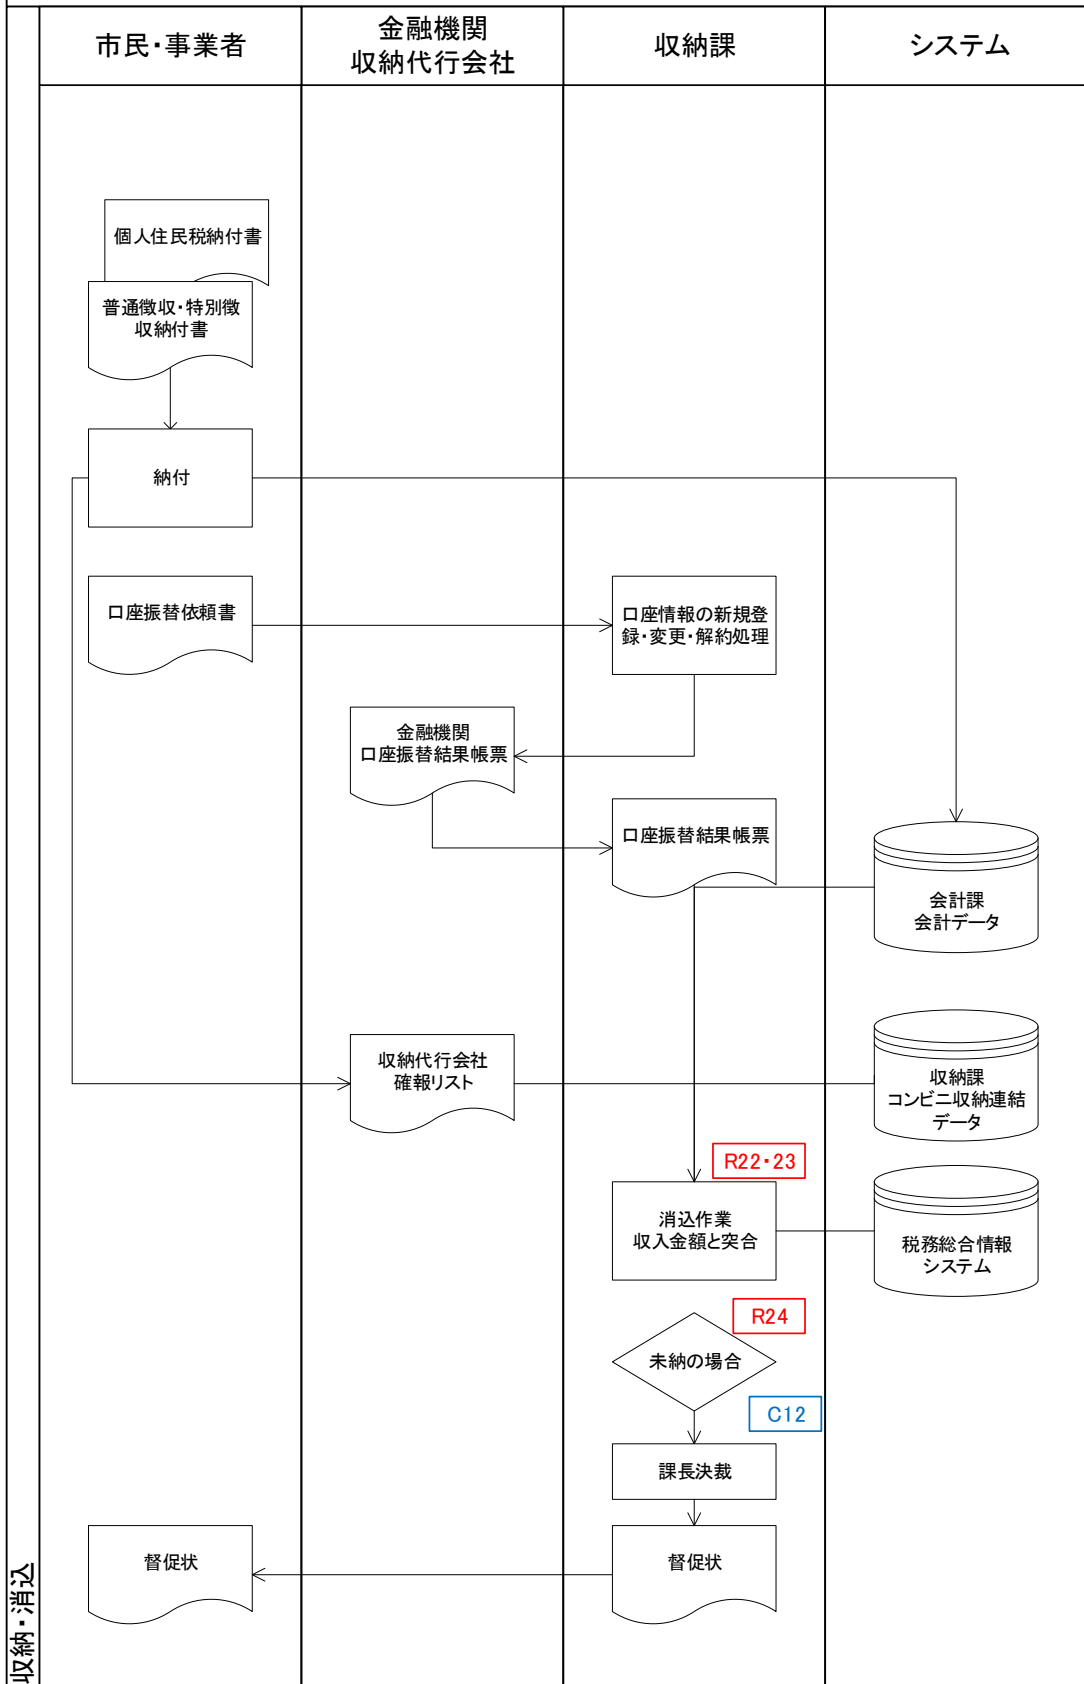 市民・事業者
金融機関
収納代行会社
収納課
システム
個人住民税納付書
普通徴収・特別徴
収納付書
納付
口座振替依頼書
口座情報の新規登
録・変更・解約処理
金融機関
口座振替結果帳票
口座振替結果帳票
会計課
会計データ
収納代行会社
確報リスト
収納課
コンビニ収納連結
データ
R22・23
消込作業
収入金額と突合
税務総合情報
システム
R24
未納の場合
C12
課長決裁
督促状
督促状
収納・消込